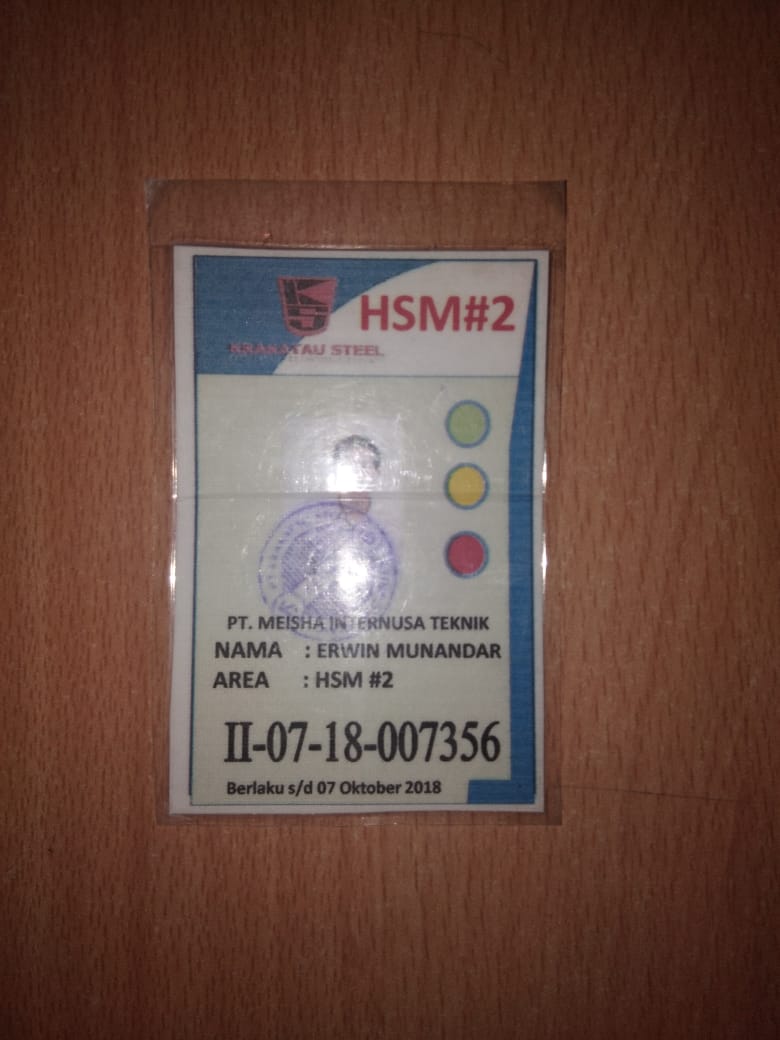 KS
HSM#2
KRAKATAU STEEL
PT. MEISHA INTERNUSA TEKNIK
NAMA : ERWIN MUNANDAR
AREA : HSM #2
II-07-18-007356
Berlaku s/d 07 Oktober 2018